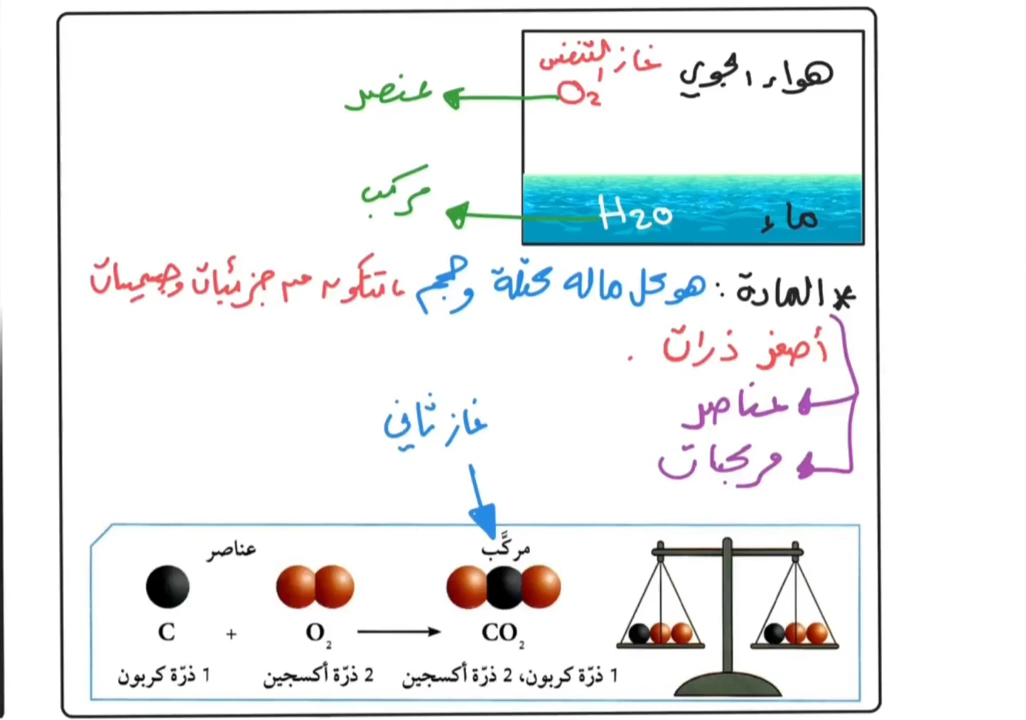 هواء الجوي
غاز التنفس
O2
عنصر
ماء
H2O
مركب
* المادة : هو كل ماله كتلة وحجم ، تتكون من جزئيات وجسيمات
أصغر ذرات .
عناصر
مركبات
غاز ثاني
عناصر
مركَّب
C + O₂ → CO₂
1 ذرّة كربون
2 ذرّة أكسجين
1 ذرّة كربون، 2 ذرّة أكسجين